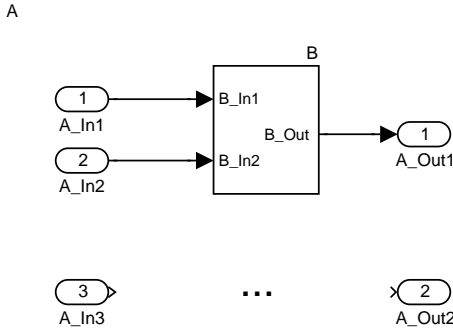 A
B
1
B_In1
A_In1
B_Out
1
2
B_In2
A_Out1
A_In2
3
...
2
A_In3
A_Out2